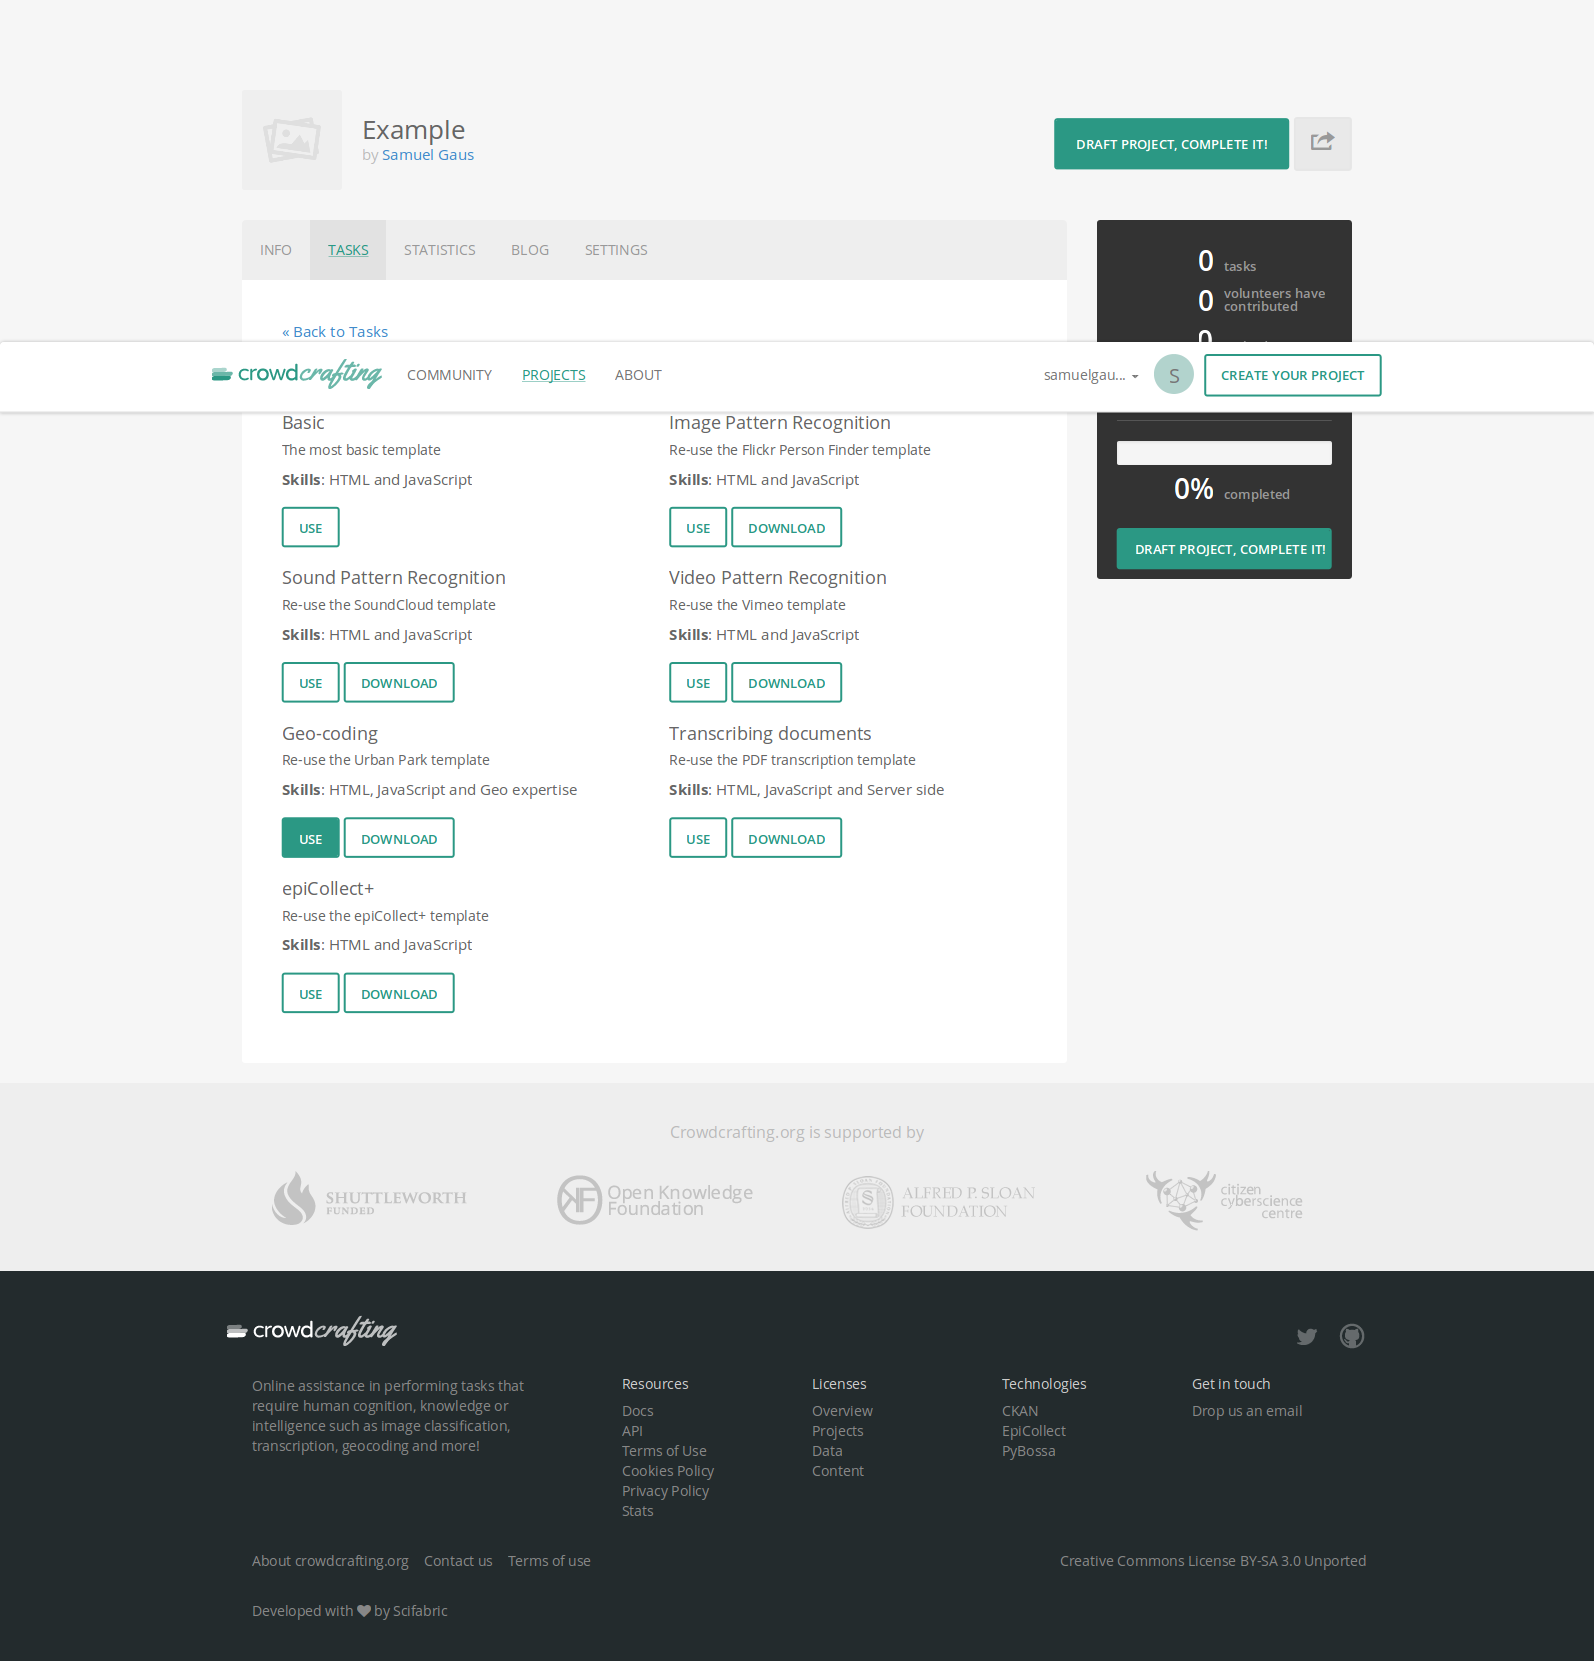 Example
by Samuel Gaus
DRAFT PROJECT, COMPLETE IT!
INFO TASKS STATISTICS BLOG SETTINGS
0 tasks
0 volunteers have contributed
0
« Back to Tasks
crowdcrafting COMMUNITY PROJECTS ABOUT samuelgau... S CREATE YOUR PROJECT
Basic
The most basic template
Skills: HTML and JavaScript
USE
Image Pattern Recognition
Re-use the Flickr Person Finder template
Skills: HTML and JavaScript
USE DOWNLOAD
0% completed
DRAFT PROJECT, COMPLETE IT!
Sound Pattern Recognition
Re-use the SoundCloud template
Skills: HTML and JavaScript
USE DOWNLOAD
Video Pattern Recognition
Re-use the Vimeo template
Skills: HTML and JavaScript
USE DOWNLOAD
Geo-coding
Re-use the Urban Park template
Skills: HTML, JavaScript and Geo expertise
USE DOWNLOAD
Transcribing documents
Re-use the PDF transcription template
Skills: HTML, JavaScript and Server side
USE DOWNLOAD
epiCollect+
Re-use the epiCollect+ template
Skills: HTML and JavaScript
USE DOWNLOAD
Crowdcrafting.org is supported by
SHUTTLEWORTH
FUNDED
Open Knowledge
Foundation
ALFRED P. SLOAN
FOUNDATION
citizen
cyberscience
centre
crowdcrafting
Online assistance in performing tasks that
require human cognition, knowledge or
intelligence such as image classification,
transcription, geocoding and more!
Resources
Docs
API
Terms of Use
Cookies Policy
Privacy Policy
Stats
Licenses
Overview
Projects
Data
Content
Technologies
CKAN
EpiCollect
PyBossa
Get in touch
Drop us an email
About crowdcrafting.org Contact us Terms of use
Creative Commons License BY-SA 3.0 Unported
Developed with ♥ by Scifabric